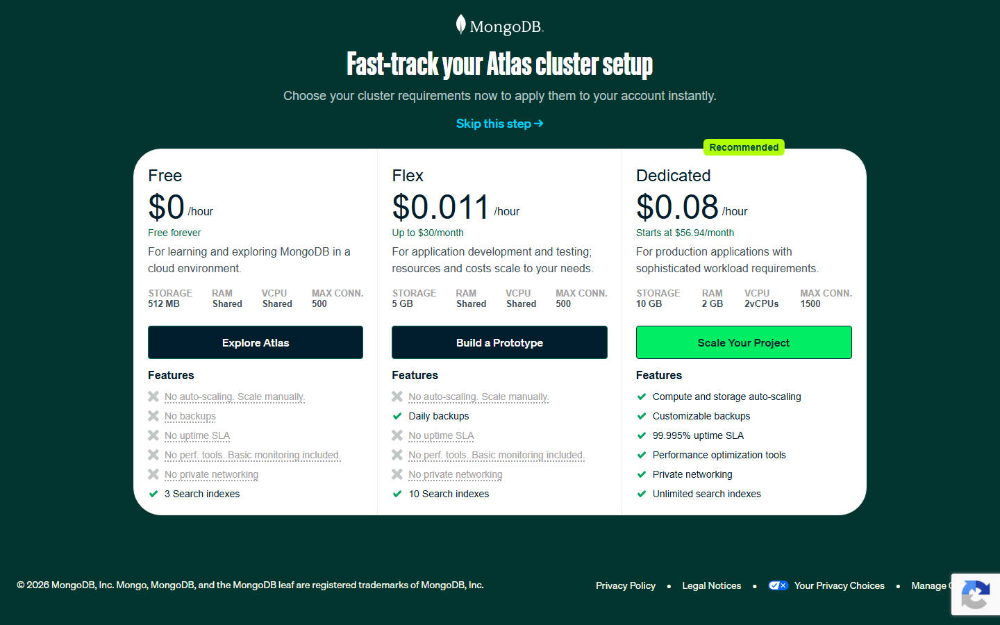 MongoDB.
Fast-track your Atlas cluster setup
Choose your cluster requirements now to apply them to your account instantly.
Skip this step →
Recommended
Free
$0 /hour
Free forever
For learning and exploring MongoDB in a
cloud environment.
STORAGE RAM VCPU MAX CONN.
512 MB Shared Shared 500
Explore Atlas
Features
No auto-scaling. Scale manually.
No backups
No uptime SLA
No perf. tools. Basic monitoring included.
No private networking
3 Search indexes
Flex
$0.011 /hour
Up to $30/month
For application development and testing;
resources and costs scale to your needs.
STORAGE RAM VCPU MAX CONN.
5 GB Shared Shared 500
Build a Prototype
Features
No auto-scaling. Scale manually.
Daily backups
No uptime SLA
No perf. tools. Basic monitoring included.
No private networking
10 Search indexes
Dedicated
$0.08 /hour
Starts at $56.94/month
For production applications with
sophisticated workload requirements.
STORAGE RAM VCPU MAX CONN.
10 GB 2 GB 2vCPUs 1500
Scale Your Project
Features
Compute and storage auto-scaling
Customizable backups
99.995% uptime SLA
Performance optimization tools
Private networking
Unlimited search indexes
© 2026 MongoDB, Inc. Mongo, MongoDB, and the MongoDB leaf are registered trademarks of MongoDB, Inc.
Privacy Policy • Legal Notices • Your Privacy Choices • Manage